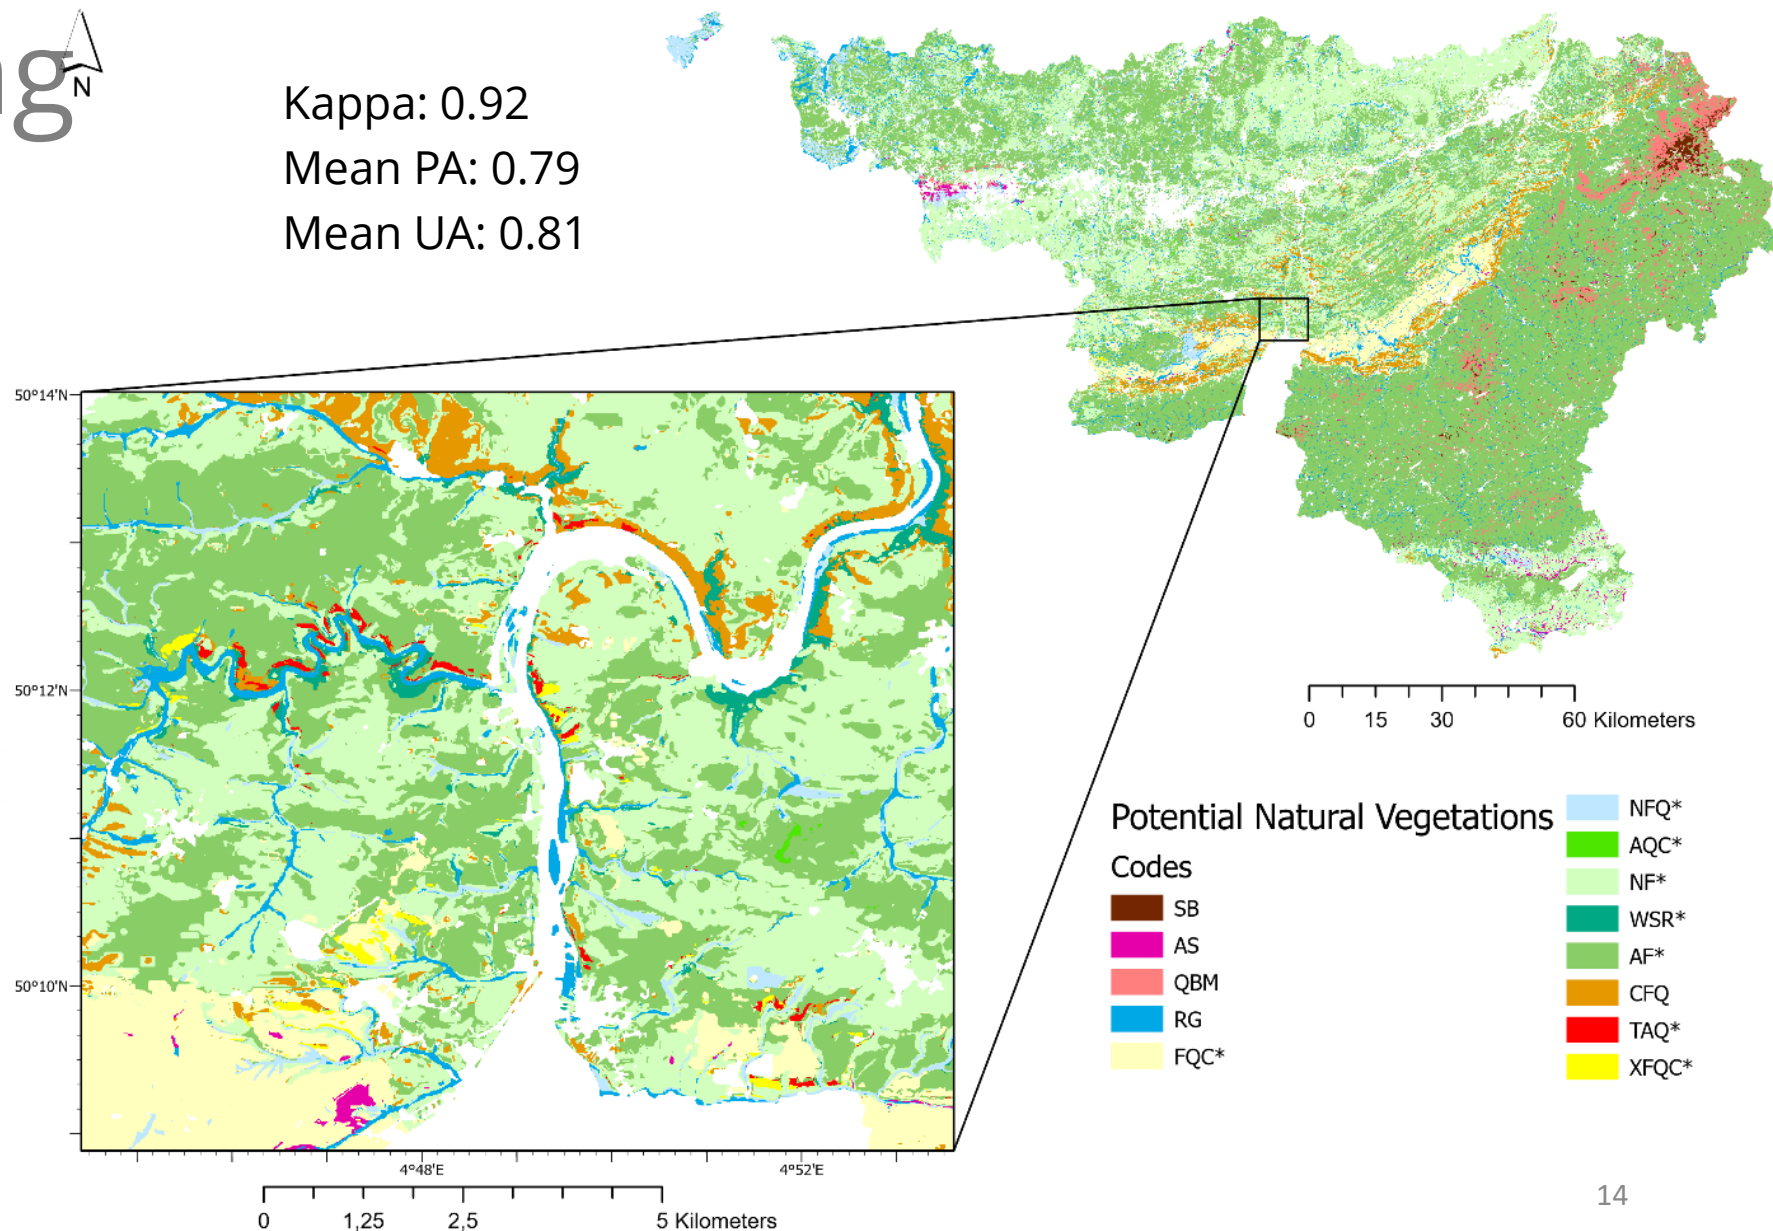 N
Kappa: 0.92
Mean PA: 0.79
Mean UA: 0.81
50°14'N
50°12'N
50°10'N
4°48'E
4°52'E
0 1,25 2,5 5 Kilometers
0 15 30 60 Kilometers
Potential Natural Vegetations
Codes
SB
AS
QBM
RG
FQC*
NFQ*
AQC*
NF*
WSR*
AF*
CFQ
TAQ*
XFQC*
14